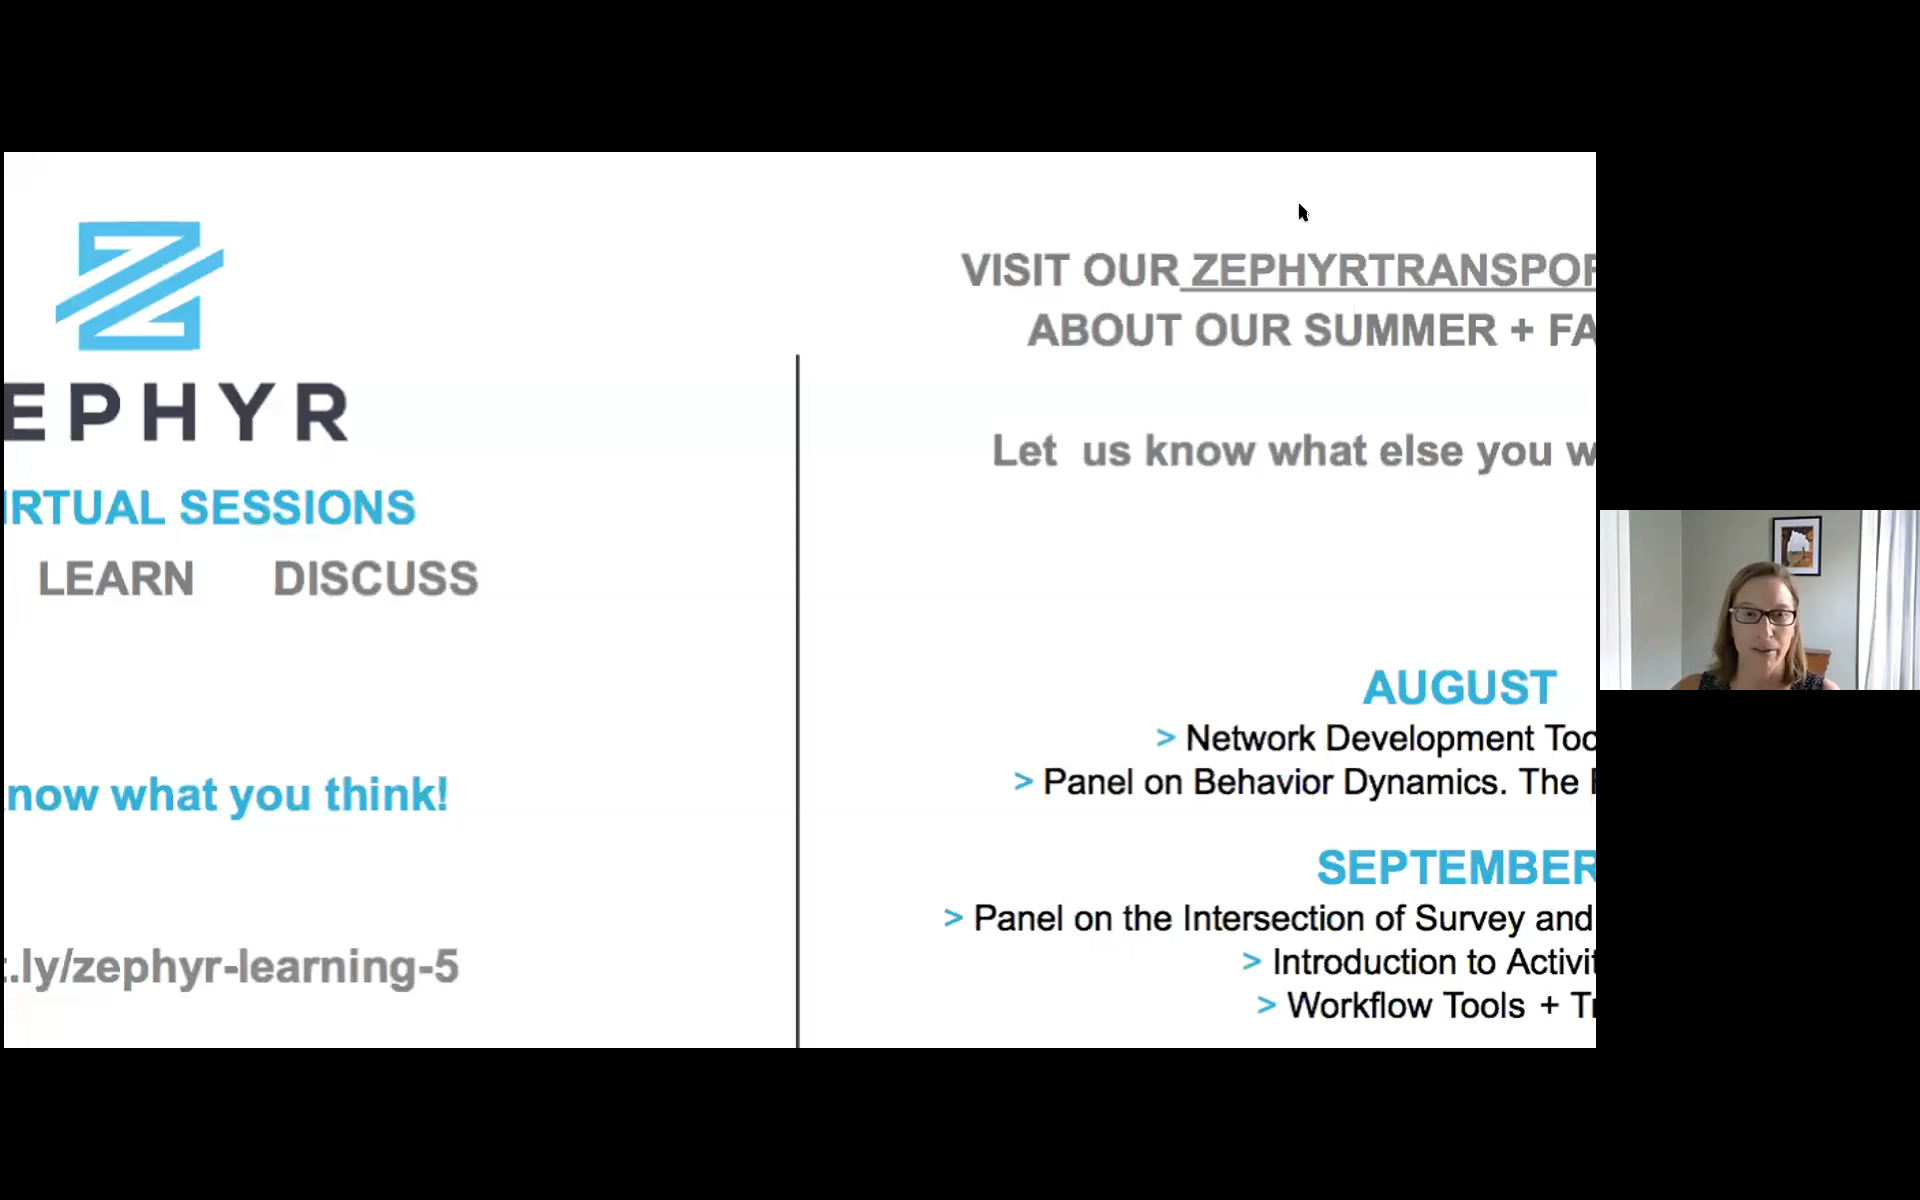 EPHYR
IRTUAL SESSIONS
LEARN DISCUSS
now what you think!
.ly/zephyr-learning-5
VISIT OUR ZEPHYRTRANSPOR
ABOUT OUR SUMMER + FA
Let us know what else you w
AUGUST
> Network Development Too
> Panel on Behavior Dynamics. The
SEPTEMBER
> Panel on the Intersection of Survey and
> Introduction to Activit
> Workflow Tools + Tr